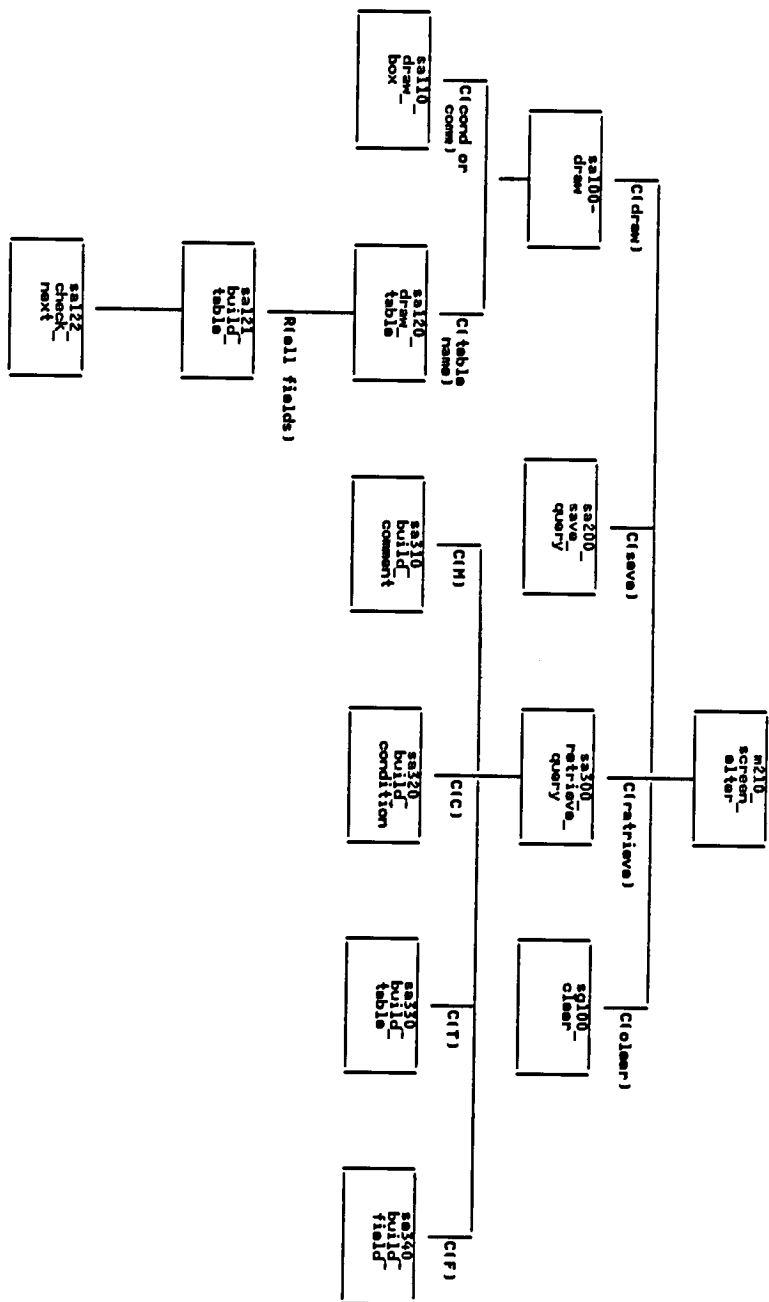 m210_
screen_
alter
C(draw)
C(save)
C(retrieve)
C(clear)
sa100-
draw
sa200_
save_
query
sa300_
retrieve_
query
sg100_
clear
C(cond or
comm)
C(table
name)
C(M)
C(C)
C(T)
C(F)
sa110_
draw_
box
sa120_
draw_
table
sa310_
build_
comment
sa320_
build_
condition
sa330_
build_
table
sa340_
build_
field
R(all fields)
sa121_
build_
table
sa122_
check_
next